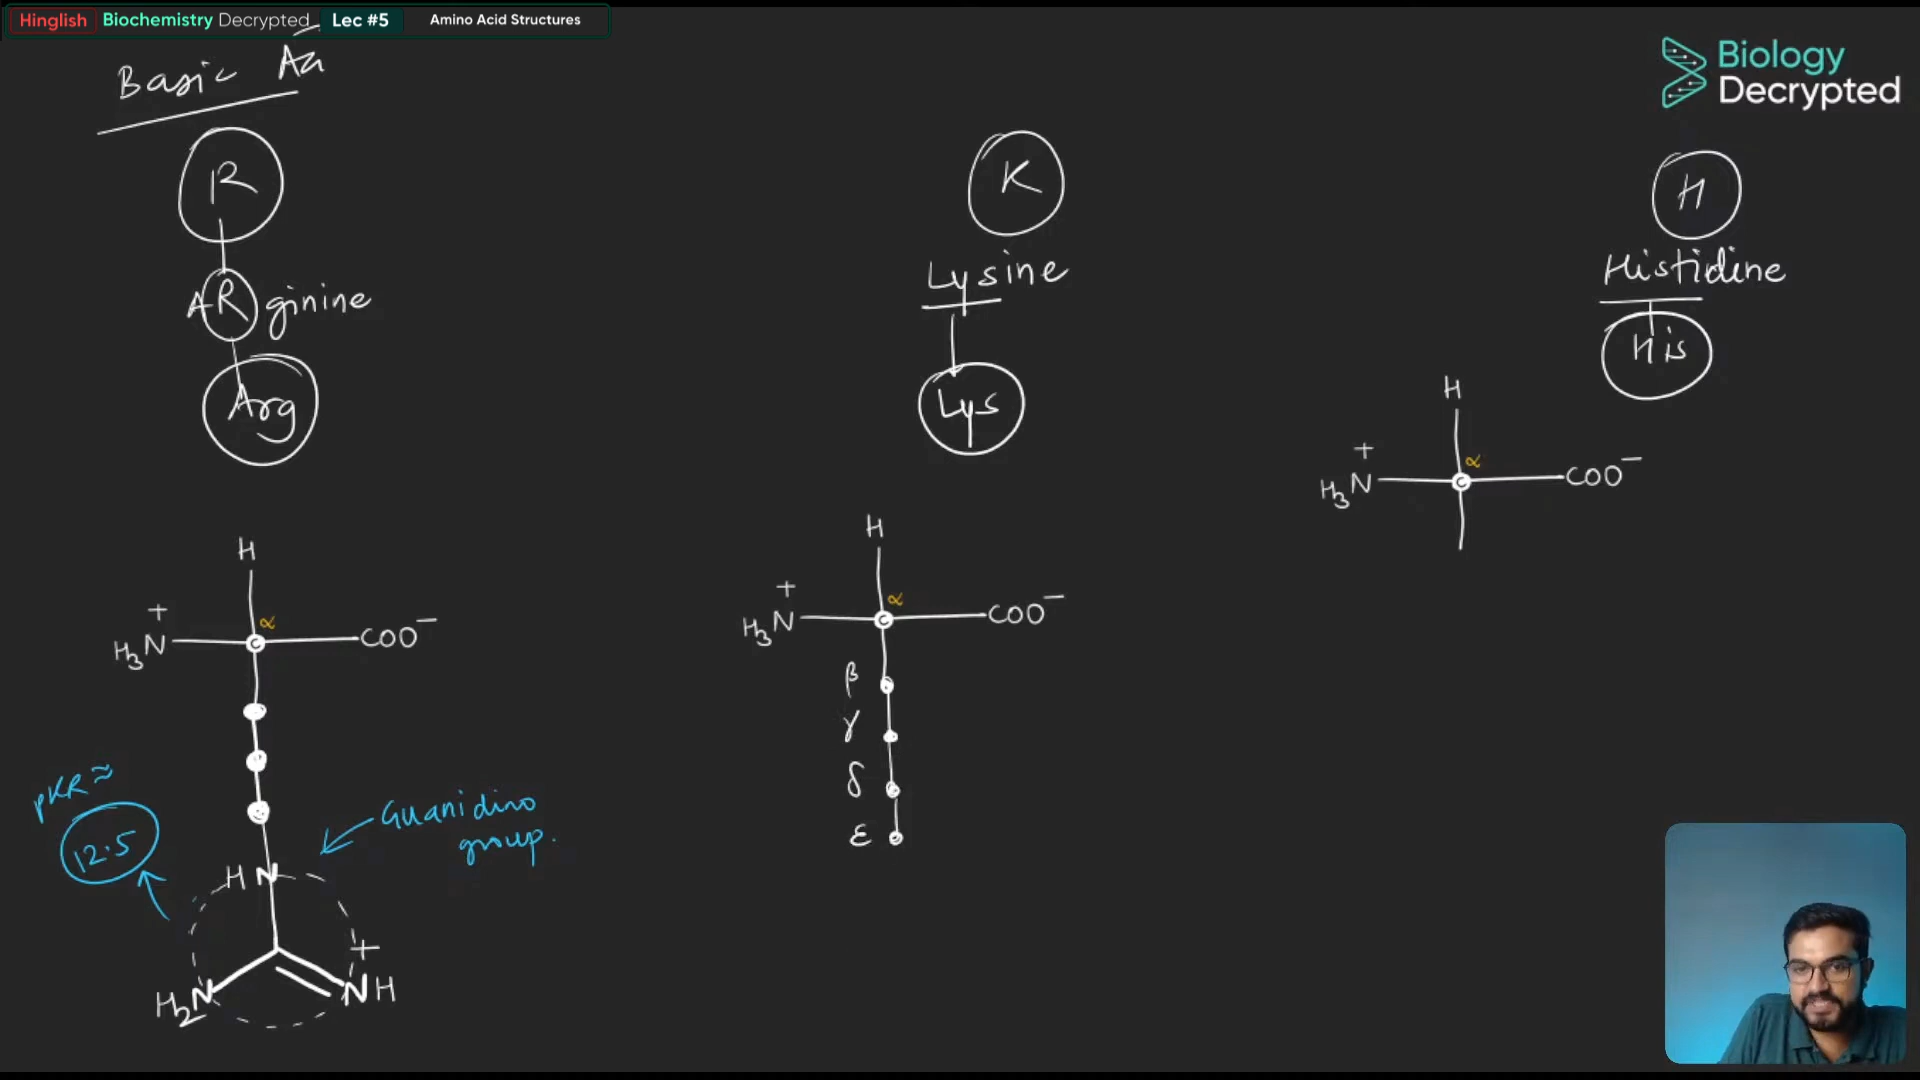 Hinglish Biochemistry Decrypted Lec #5 Amino Acid Structures
Biology
Decrypted
Basic Aa
R
ARginine
Arg
K
Lysine
Lys
H
Histidine
His
H
+
H3N
C
α
COO−
pKR ≈
12.5
Guanidino
group.
HN
H2N
+
NH
H
+
H3N
C
α
COO−
β
γ
δ
ε
H
+
H3N
C
α
COO−